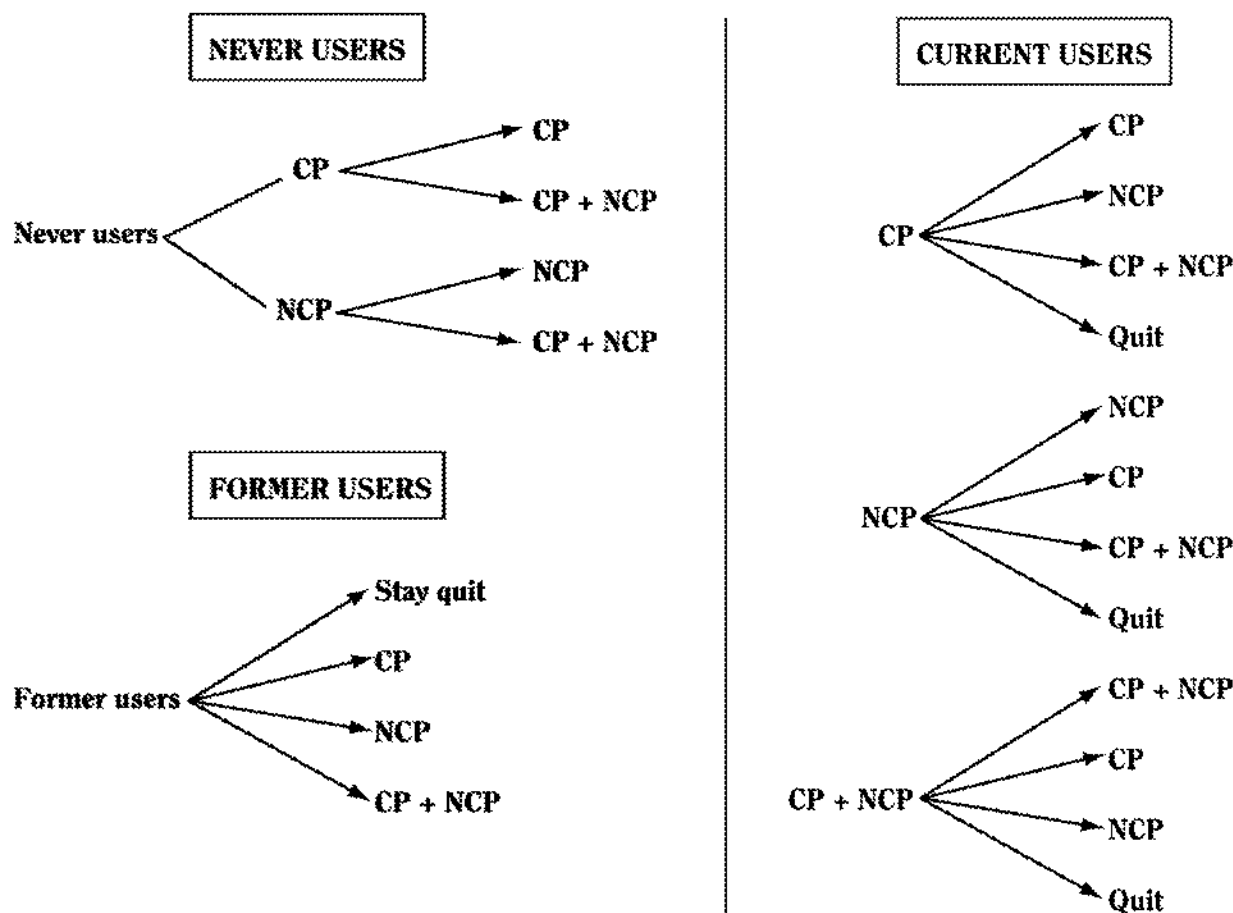 NEVER USERS
Never users
CP
CP
CP + NCP
NCP
NCP
CP + NCP
FORMER USERS
Former users
Stay quit
CP
NCP
CP + NCP
CURRENT USERS
CP
CP
NCP
CP + NCP
Quit
NCP
NCP
CP
CP + NCP
Quit
CP + NCP
CP + NCP
CP
NCP
Quit